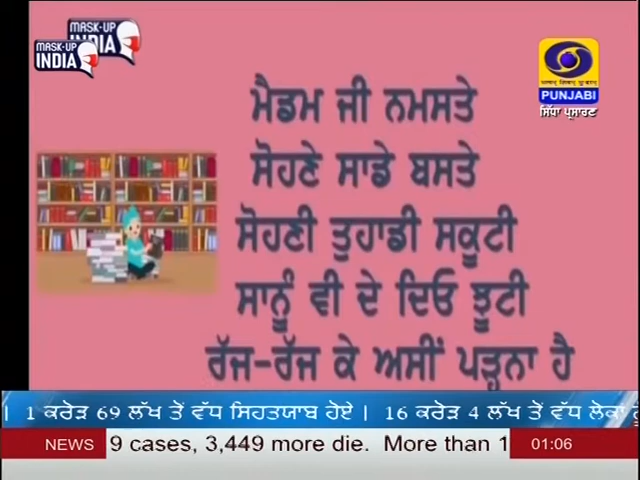 MASK-UP
INDIA
MASK-UP
INDIA
PUNJABI
ਸਿੱਧਾ ਪ੍ਰਸਾਰਣ
ਮੈਡਮ ਜੀ ਨਮਸਤੇ
ਸੋਹਣੇ ਸਾਡੇ ਬਸਤੇ
ਸੋਹਣੀ ਤੁਹਾਡੀ ਸਕੂਟੀ
ਸਾਨੂੰ ਵੀ ਦੇ ਦਿਓ ਝੂਟੀ
ਰੱਜ-ਰੱਜ ਕੇ ਅਸੀਂ ਪੜ੍ਹਨਾ ਹੈ
। 1 ਕਰੋੜ 69 ਲੱਖ ਤੋਂ ਵੱਧ ਸਿਹਤਯਾਬ ਹੋਏ । 16 ਕਰੋੜ 4 ਲੱਖ ਤੋਂ ਵੱਧ ਲੋਕਾਂ
NEWS 9 cases, 3,449 more die. More than 1 01:06